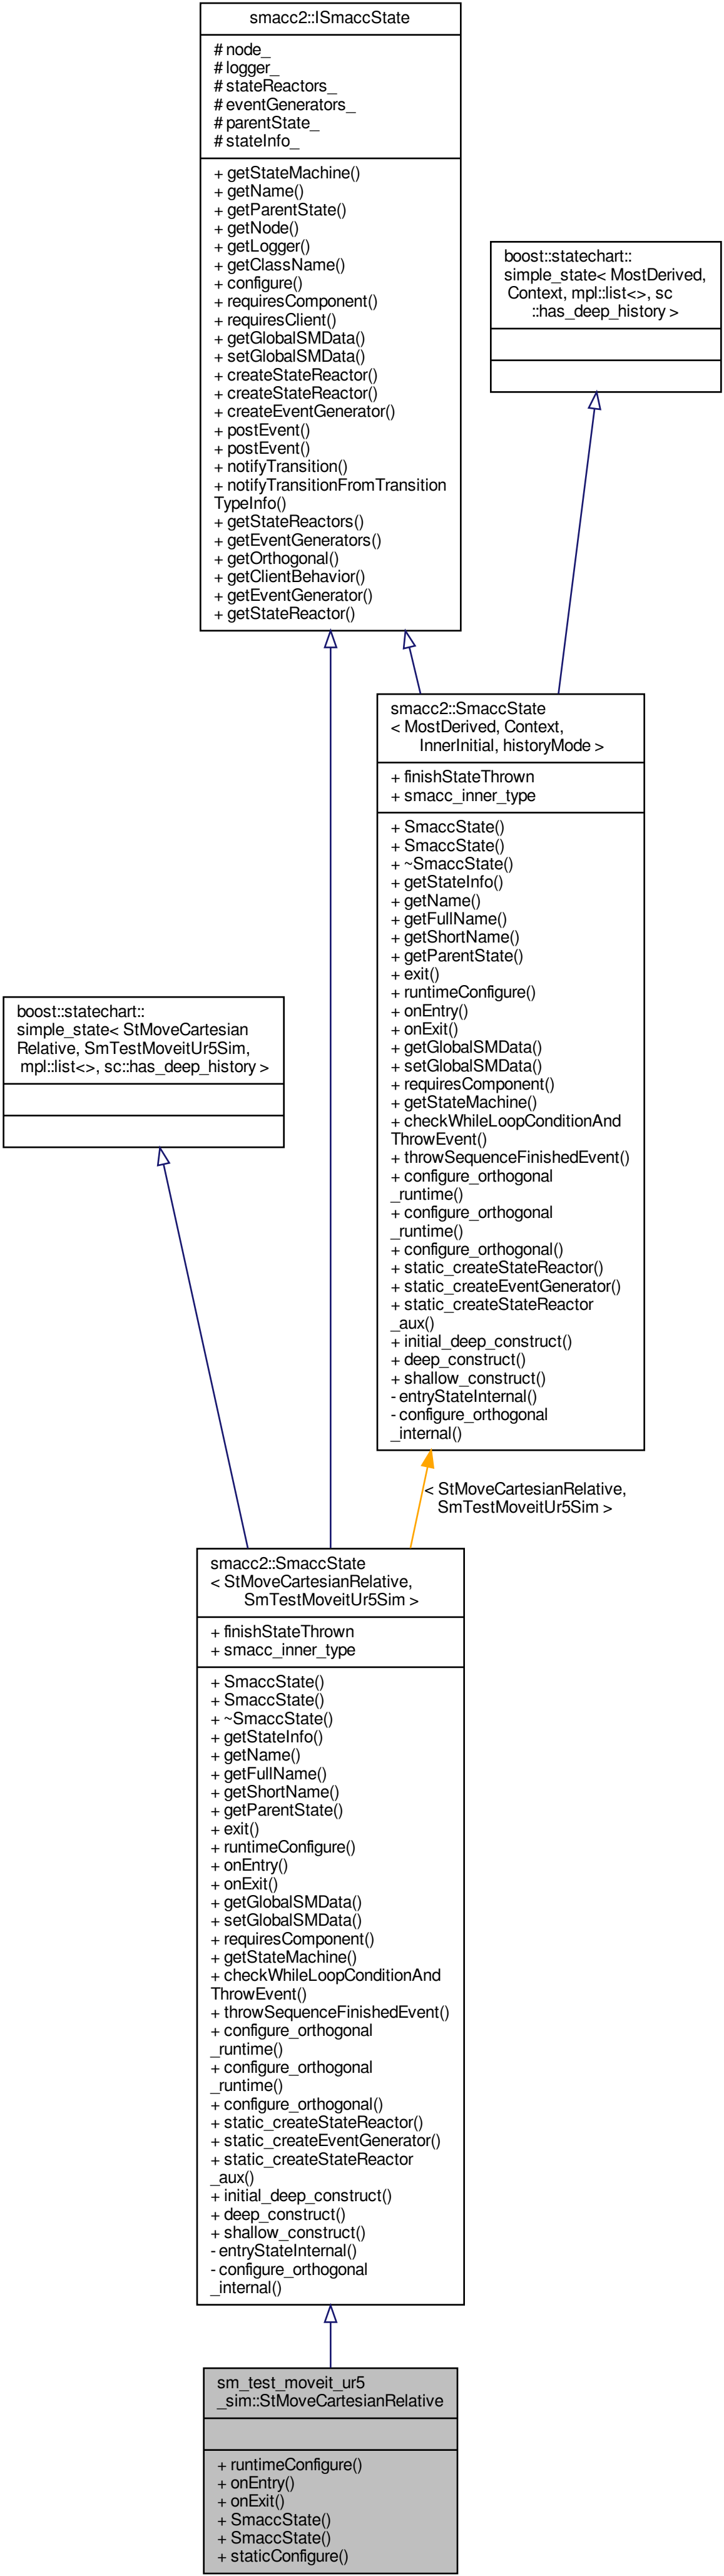 smacc2::ISmaccState
# node_
# logger_
# stateReactors_
# eventGenerators_
# parentState_
# stateInfo_
+ getStateMachine()
+ getName()
+ getParentState()
+ getNode()
+ getLogger()
+ getClassName()
+ configure()
+ requiresComponent()
+ requiresClient()
+ getGlobalSMData()
+ setGlobalSMData()
+ createStateReactor()
+ createStateReactor()
+ createEventGenerator()
+ postEvent()
+ postEvent()
+ notifyTransition()
+ notifyTransitionFromTransition
TypeInfo()
+ getStateReactors()
+ getEventGenerators()
+ getOrthogonal()
+ getClientBehavior()
+ getEventGenerator()
+ getStateReactor()
boost::statechart::
simple_state< MostDerived,
Context, mpl::list<>, sc
::has_deep_history >
smacc2::SmaccState
< MostDerived, Context,
InnerInitial, historyMode >
+ finishStateThrown
+ smacc_inner_type
+ SmaccState()
+ SmaccState()
+ ~SmaccState()
+ getStateInfo()
+ getName()
+ getFullName()
+ getShortName()
+ getParentState()
+ exit()
+ runtimeConfigure()
+ onEntry()
+ onExit()
+ getGlobalSMData()
+ setGlobalSMData()
+ requiresComponent()
+ getStateMachine()
+ checkWhileLoopConditionAnd
ThrowEvent()
+ throwSequenceFinishedEvent()
+ configure_orthogonal
_runtime()
+ configure_orthogonal
_runtime()
+ configure_orthogonal()
+ static_createStateReactor()
+ static_createEventGenerator()
+ static_createStateReactor
_aux()
+ initial_deep_construct()
+ deep_construct()
+ shallow_construct()
- entryStateInternal()
- configure_orthogonal
_internal()
boost::statechart::
simple_state< StMoveCartesian
Relative, SmTestMoveitUr5Sim,
mpl::list<>, sc::has_deep_history >
< StMoveCartesianRelative,
SmTestMoveitUr5Sim >
smacc2::SmaccState
< StMoveCartesianRelative,
SmTestMoveitUr5Sim >
+ finishStateThrown
+ smacc_inner_type
+ SmaccState()
+ SmaccState()
+ ~SmaccState()
+ getStateInfo()
+ getName()
+ getFullName()
+ getShortName()
+ getParentState()
+ exit()
+ runtimeConfigure()
+ onEntry()
+ onExit()
+ getGlobalSMData()
+ setGlobalSMData()
+ requiresComponent()
+ getStateMachine()
+ checkWhileLoopConditionAnd
ThrowEvent()
+ throwSequenceFinishedEvent()
+ configure_orthogonal
_runtime()
+ configure_orthogonal
_runtime()
+ configure_orthogonal()
+ static_createStateReactor()
+ static_createEventGenerator()
+ static_createStateReactor
_aux()
+ initial_deep_construct()
+ deep_construct()
+ shallow_construct()
- entryStateInternal()
- configure_orthogonal
_internal()
sm_test_moveit_ur5
_sim::StMoveCartesianRelative
+ runtimeConfigure()
+ onEntry()
+ onExit()
+ SmaccState()
+ SmaccState()
+ staticConfigure()